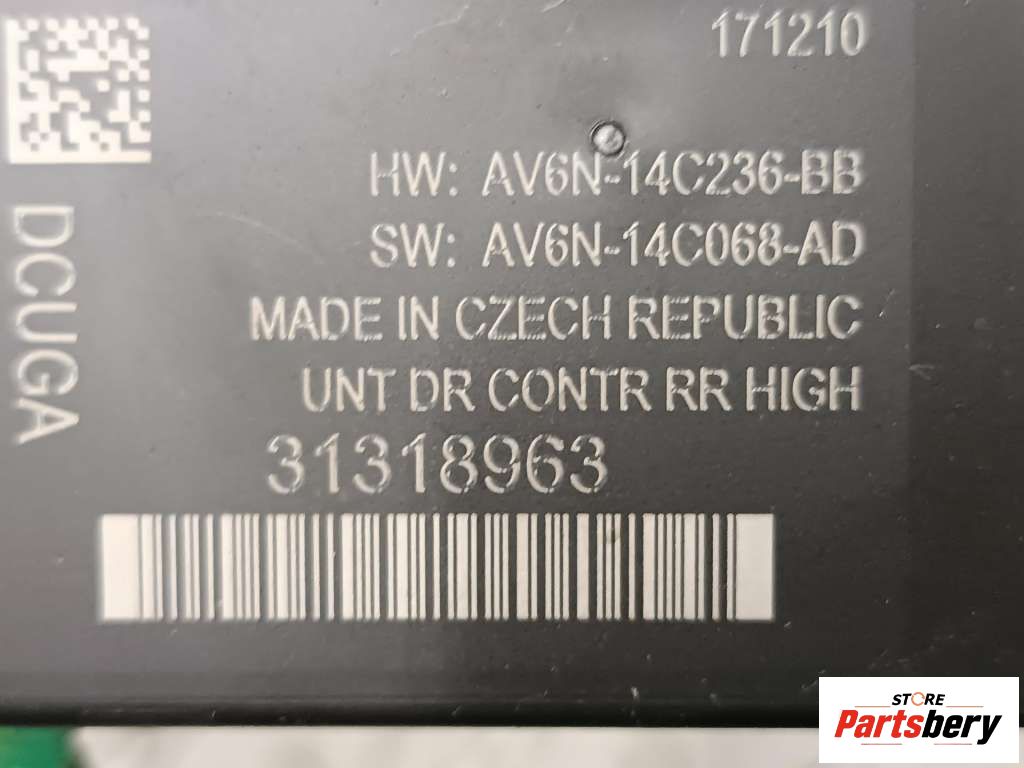 171210
HW: AV6N-14C236-BB
SW: AV6N-14C068-AD
MADE IN CZECH REPUBLIC
UNT DR CONTR RR HIGH
31318963
DCUGA
STORE
Partsbery